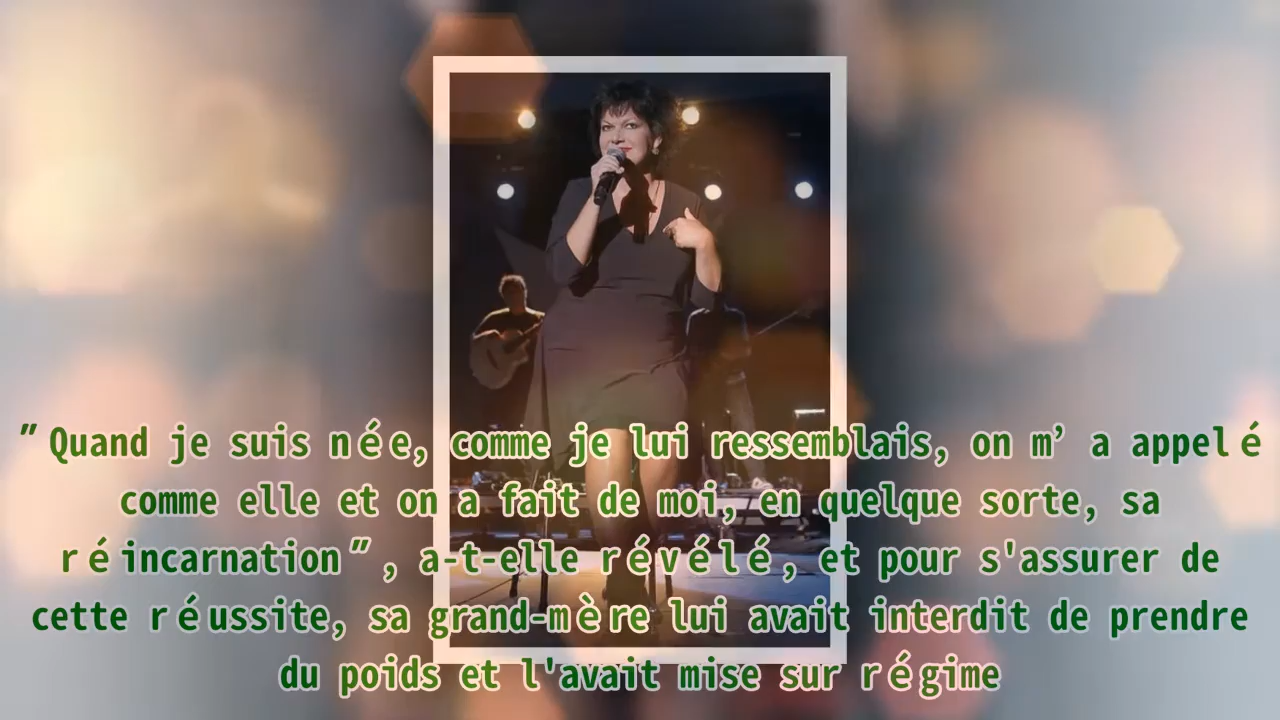 "Quand je suis née, comme je lui ressemblais, on m’a appelé
comme elle et on a fait de moi, en quelque sorte, sa
réincarnation", a-t-elle révélé, et pour s'assurer de
cette réussite, sa grand-mère lui avait interdit de prendre
du poids et l'avait mise sur régime